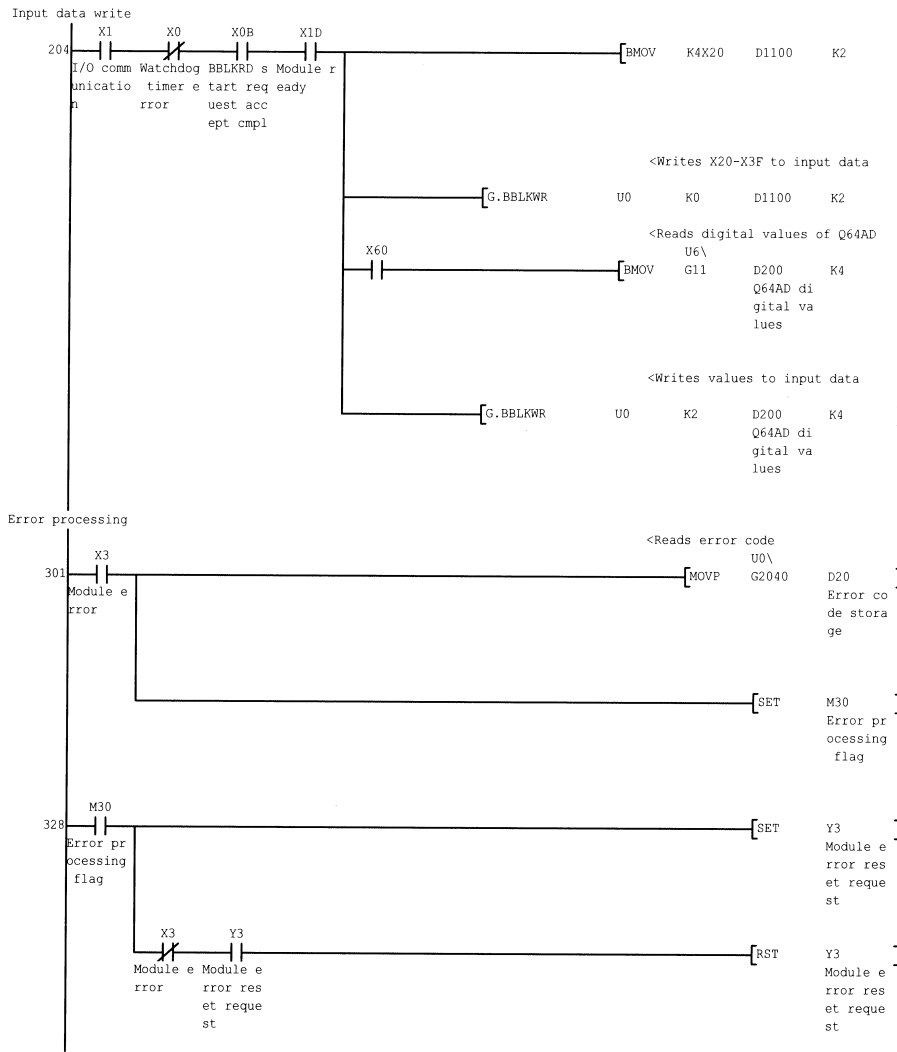 Input data write
X1 X0 X0B X1D
204 [BMOV K4X20 D1100 K2
I/O comm Watchdog BBLKRD s Module r
unicatio timer e tart req eady
n rror uest acc
ept cmpl
<Writes X20-X3F to input data
[G.BBLKWR U0 K0 D1100 K2
<Reads digital values of Q64AD
X60 U6\
[BMOV G11 D200 K4
Q64AD di
gital va
lues
<Writes values to input data
[G.BBLKWR U0 K2 D200 K4
Q64AD di
gital va
lues
Error processing
<Reads error code
X3 U0\
301 [MOVP G2040 D20
Module e Error co
rror de stora
ge
[SET M30
Error pr
ocessing
flag
M30
328 [SET Y3
Error pr Module e
ocessing rror res
flag et reque
st
X3 Y3
[RST Y3
Module e Module e Module e
rror rror res rror res
et reque et reque
st st